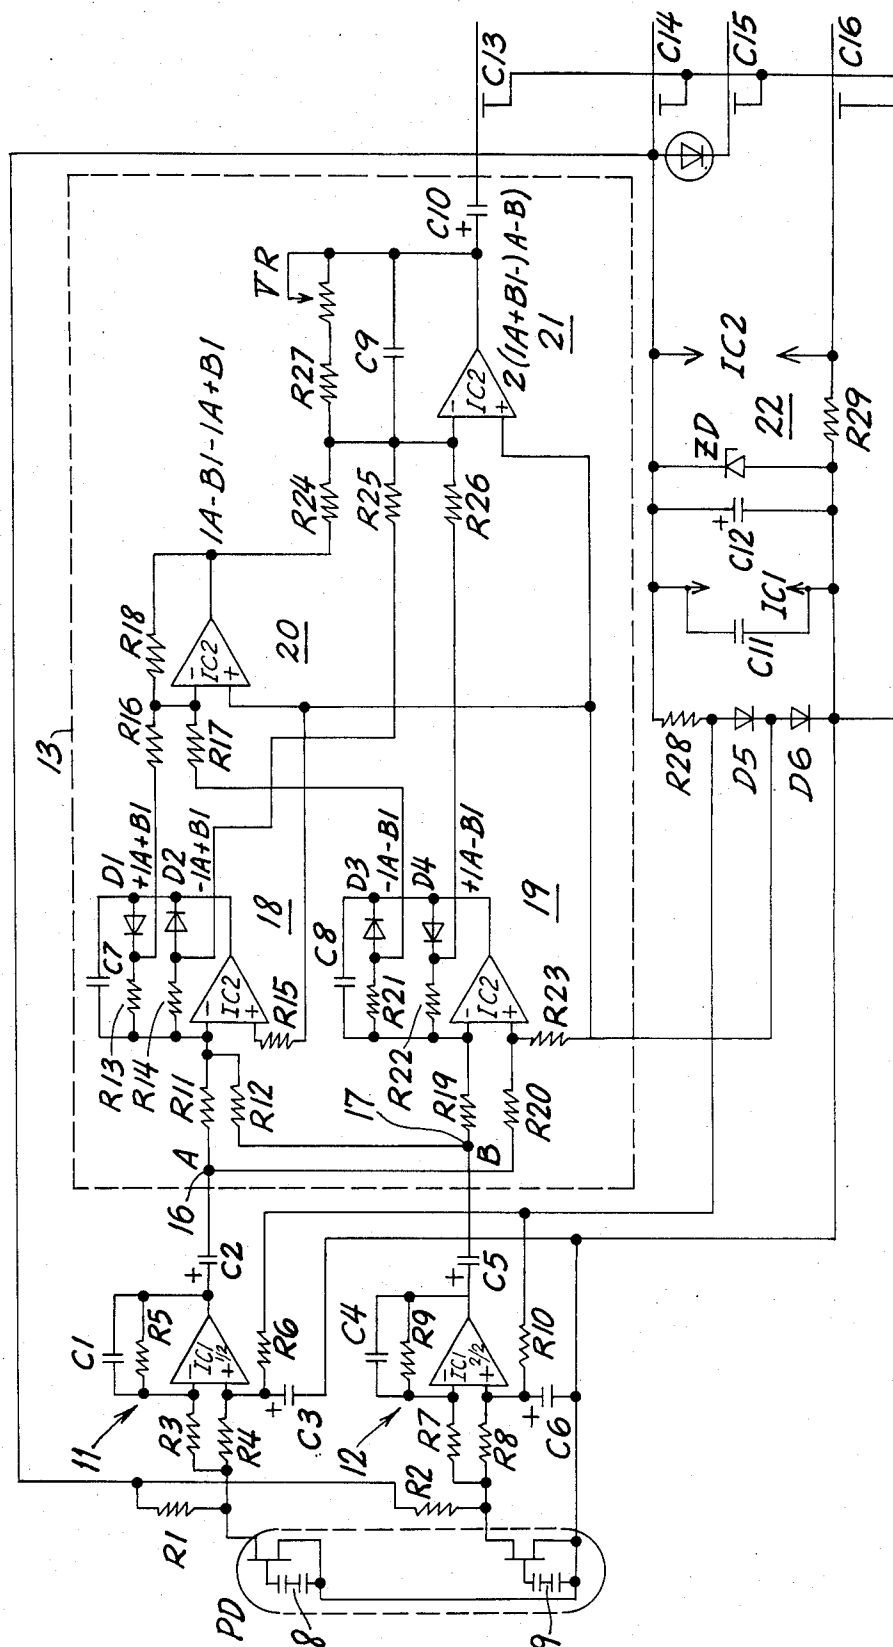 C13
C14
C15
C16
13
VR
C10
+
R27
C9
IC2
-
+
2(|A+B|-|A-B|)
21
|A-B|-|A+B|
R24
R25
R26
R18
R16
R17
IC2
-
+
20
D1
+|A+B|
D2
-|A+B|
C7
R13
R14
IC2
-
+
18
R15
R11
R12
D3
-|A-B|
D4
+|A-B|
C8
R21
R22
IC2
-
+
19
R23
R19
R20
17
A
16
B
C2
+
C5
+
C1
R5
IC1
1/2
-
+
R6
R3
R4
+
C3
11
C4
R9
IC1
2/2
-
+
R10
R7
R8
+
C6
12
R1
R2
PD
8
9
IC2
22
ZD
R29
+
C12
IC1
C11
R28
D5
D6